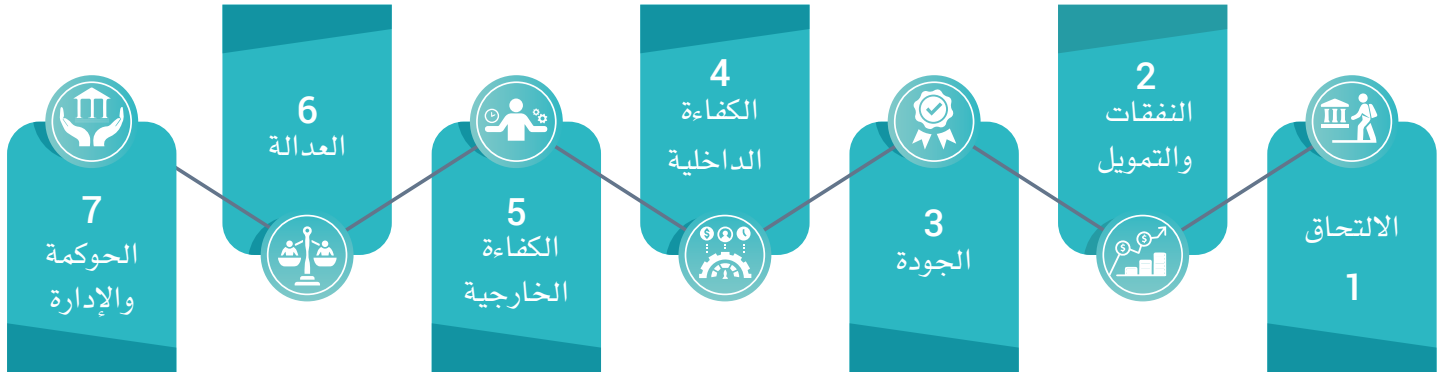 الالتحاق
1
2
النفقات
والتمويل
3
الجودة
4
الكفاءة
الداخلية
5
الكفاءة
الخارجية
6
العدالة
7
الحوكمة
والإدارة